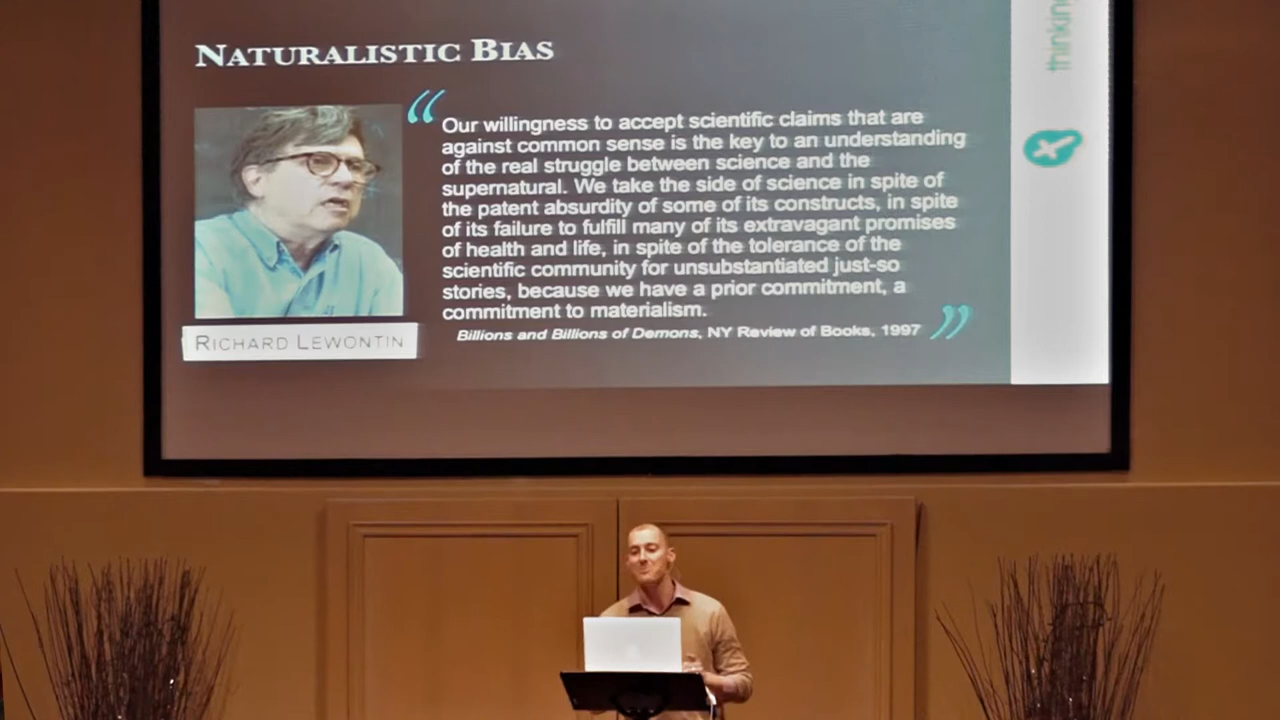 NATURALISTIC BIAS
“ Our willingness to accept scientific claims that are
against common sense is the key to an understanding
of the real struggle between science and the
supernatural. We take the side of science in spite of
the patent absurdity of some of its constructs, in spite
of its failure to fulfill many of its extravagant promises
of health and life, in spite of the tolerance of the
scientific community for unsubstantiated just-so
stories, because we have a prior commitment, a
commitment to materialism.
Billions and Billions of Demons, NY Review of Books, 1997 ”
RICHARD LEWONTIN